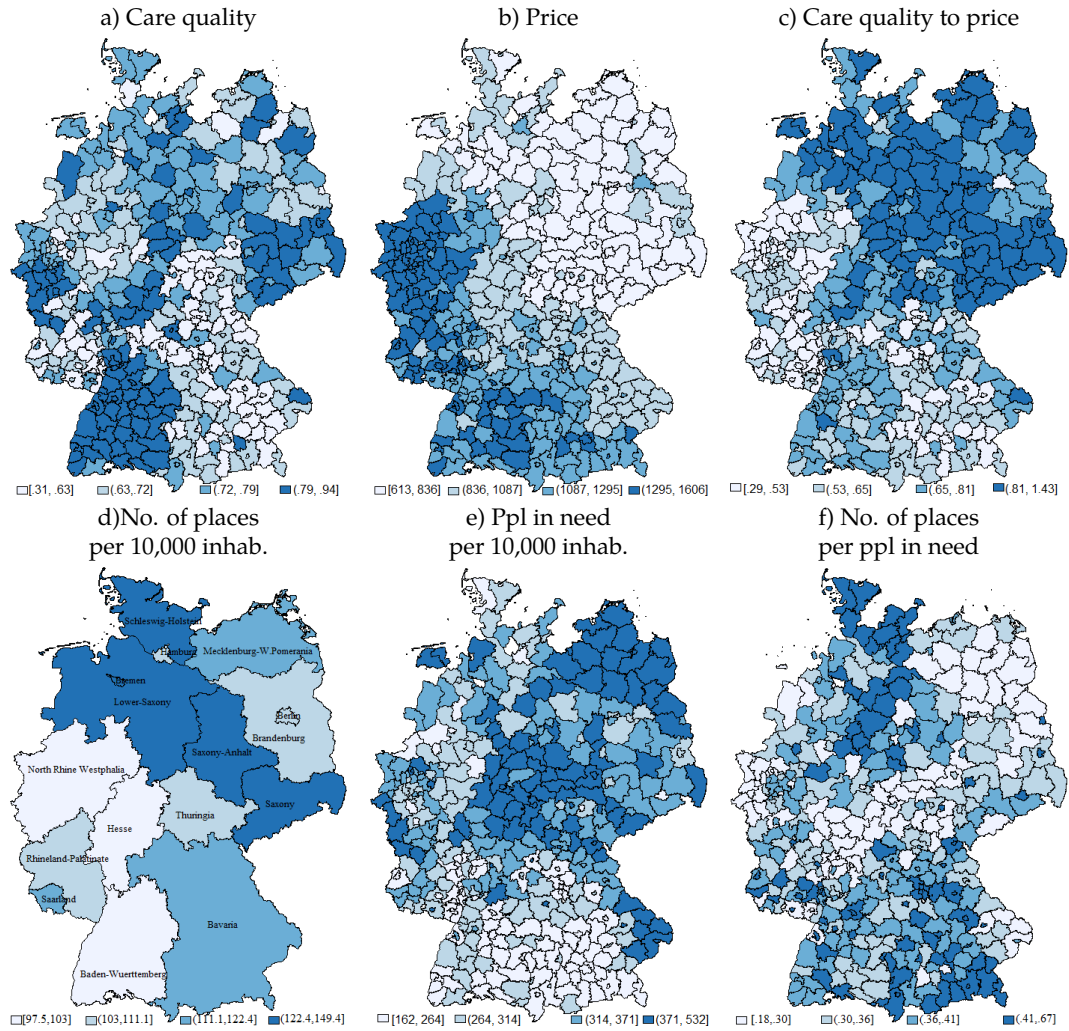 a) Care quality
b) Price
c) Care quality to price
[.31, .63] (.63,.72] (.72, .79] (.79, .94]
[613, 836] (836, 1087] (1087, 1295] (1295, 1606]
[.29, .53] (.53, .65] (.65, .81] (.81, 1.43]
d)No. of places
per 10,000 inhab.
e) Ppl in need
per 10,000 inhab.
f) No. of places
per ppl in need
Schleswig-Holstein
Hamburg
Mecklenburg-W.Pomerania
Bremen
Lower-Saxony
Berlin
Brandenburg
Saxony-Anhalt
North Rhine Westphalia
Saxony
Thuringia
Hesse
Rhineland-Palatinate
Saarland
Bavaria
Baden-Wuerttemberg
[97.5,103] (103,111.1] (111.1,122.4] (122.4,149.4]
[162, 264] (264, 314] (314, 371] (371, 532]
[.18,.30] (.30,.36] (.36,.41] (.41,.67]